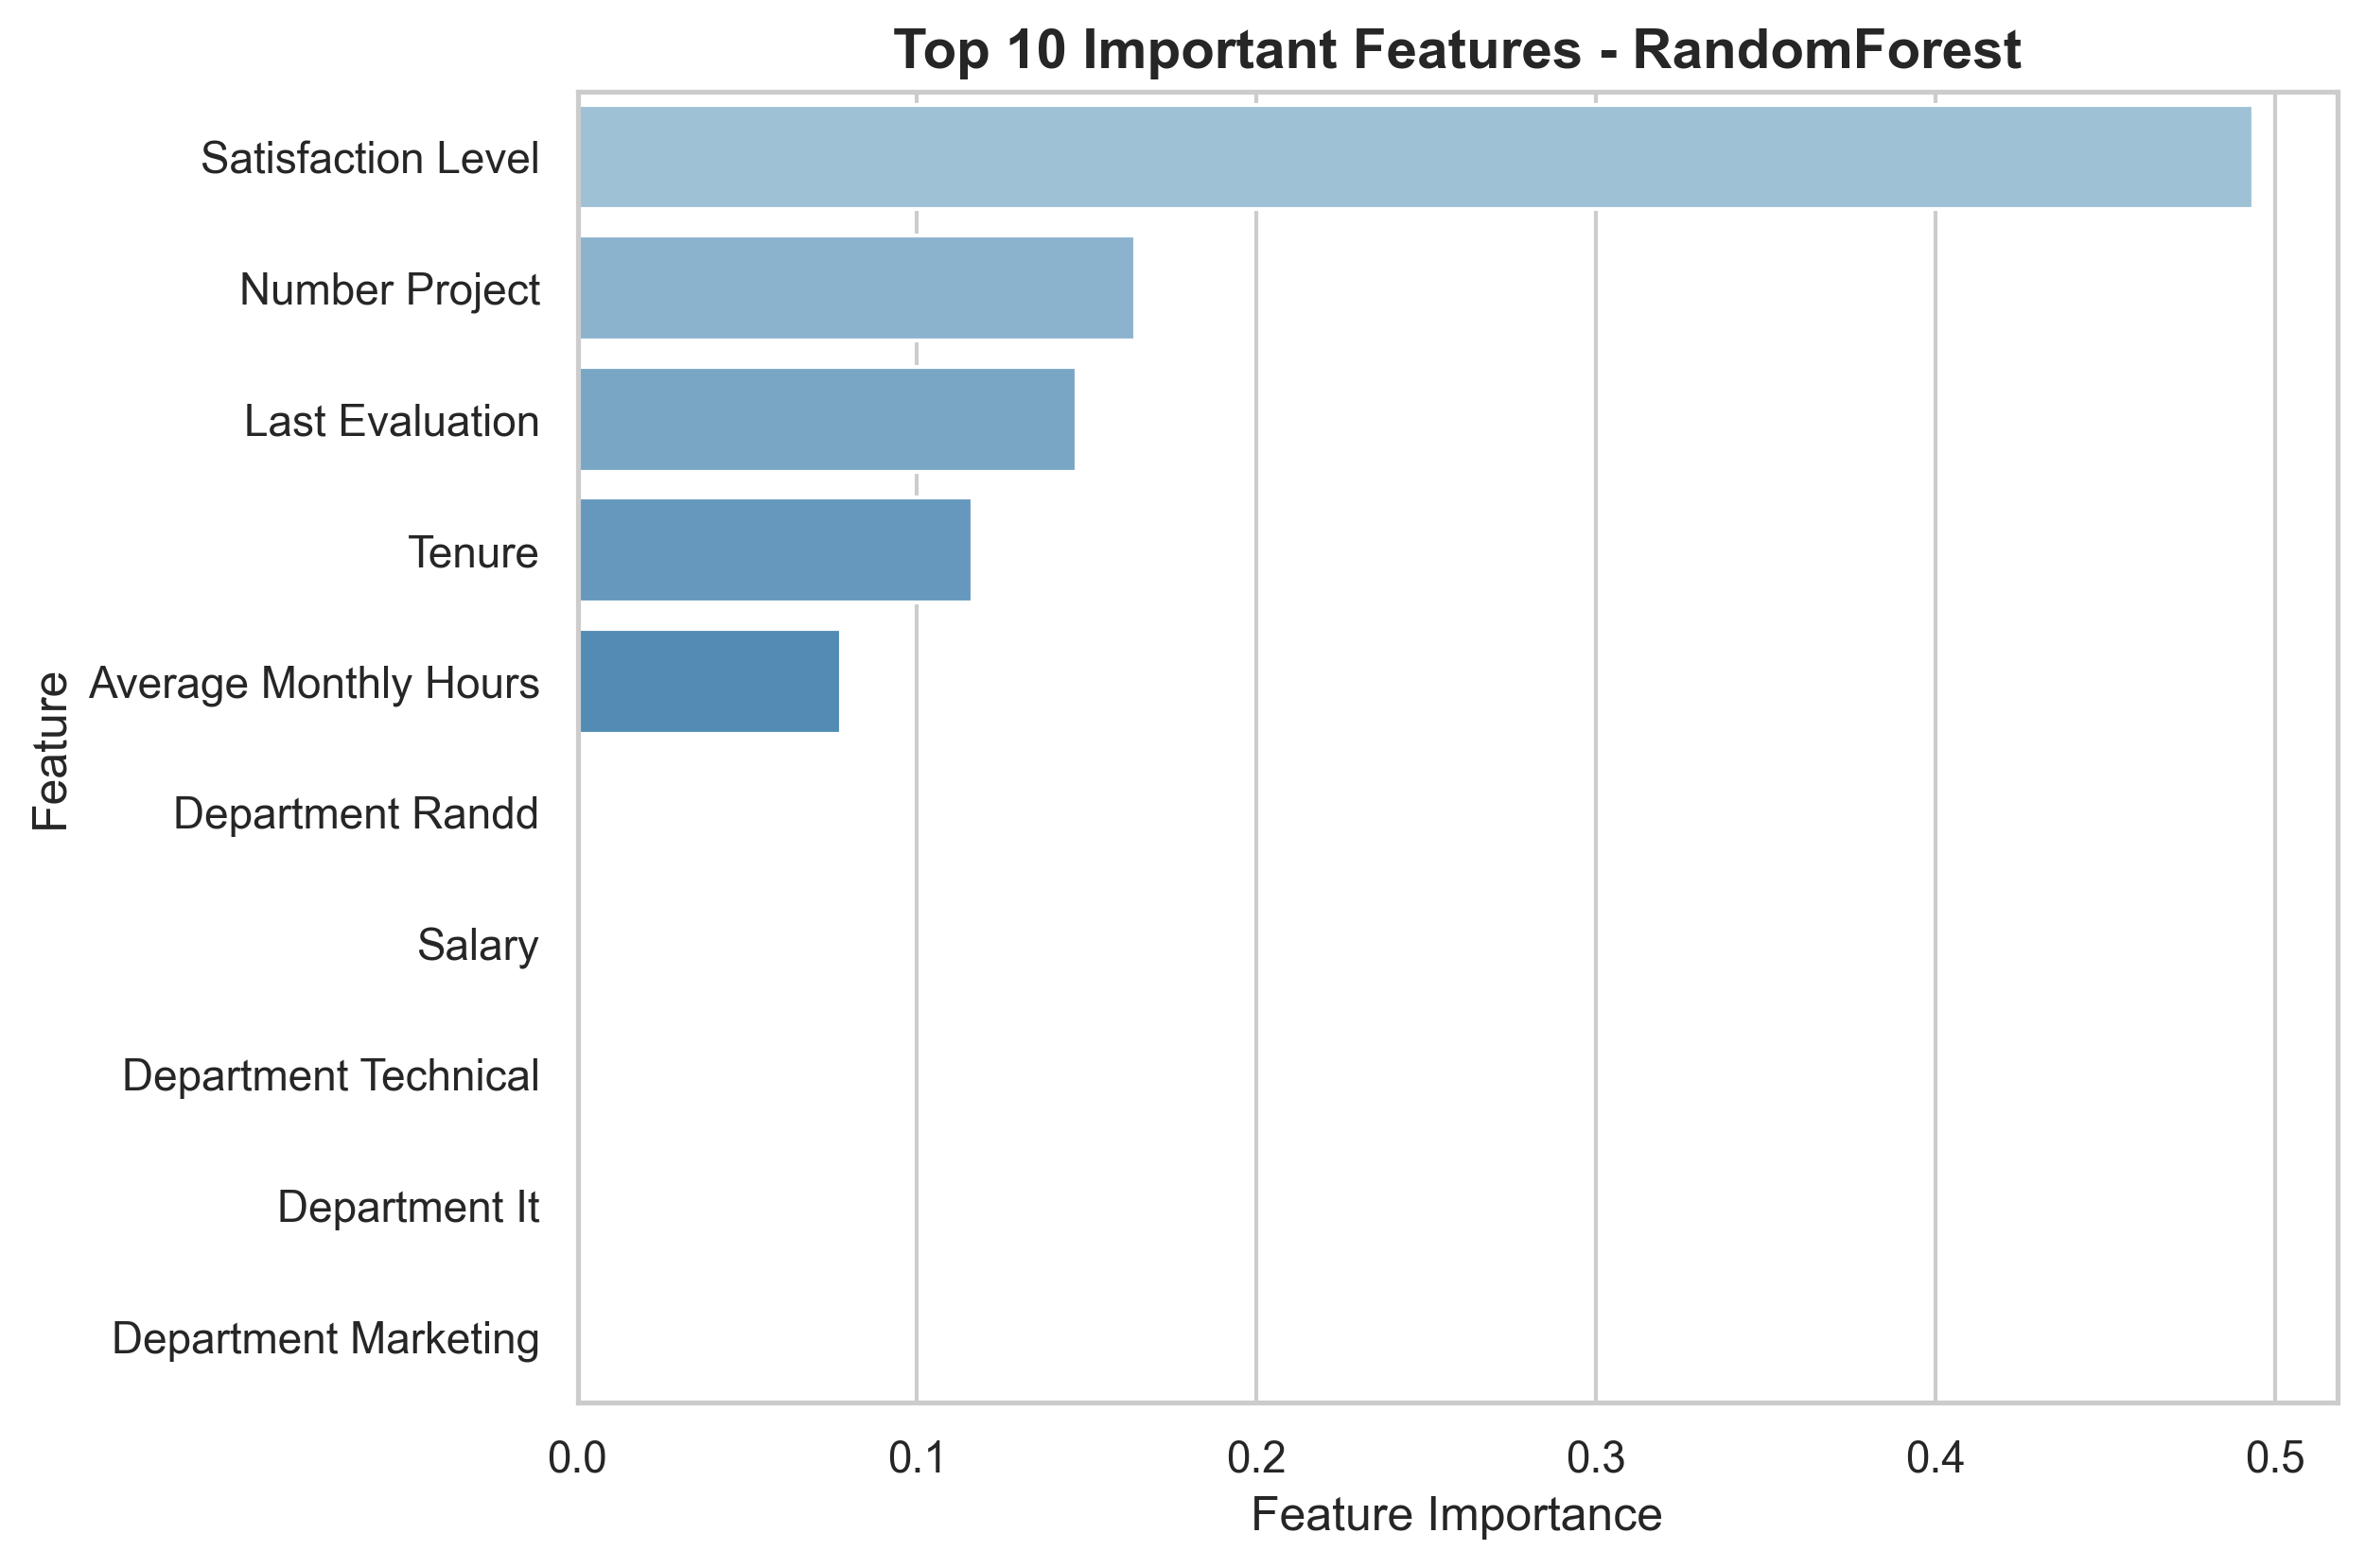 Top 10 Important Features - RandomForest
Satisfaction Level
Number Project
Last Evaluation
Tenure
Average Monthly Hours
Department Randd
Salary
Department Technical
Department It
Department Marketing
Feature
0.0 0.1 0.2 0.3 0.4 0.5
Feature Importance